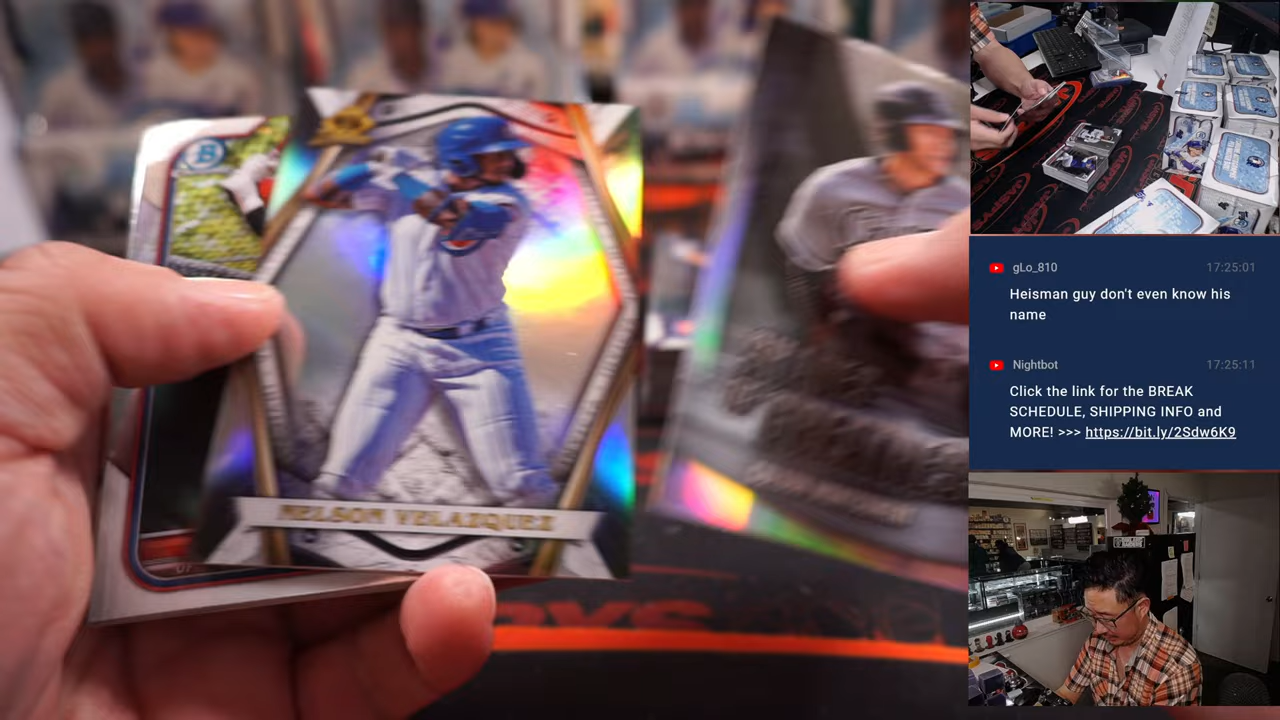 B
NELSON VELAZQUEZ
gLo_810
17:25:01
Heisman guy don't even know his
name
Nightbot
17:25:11
Click the link for the BREAK
SCHEDULE, SHIPPING INFO and
MORE! >>> https://bit.ly/2Sdw6K9